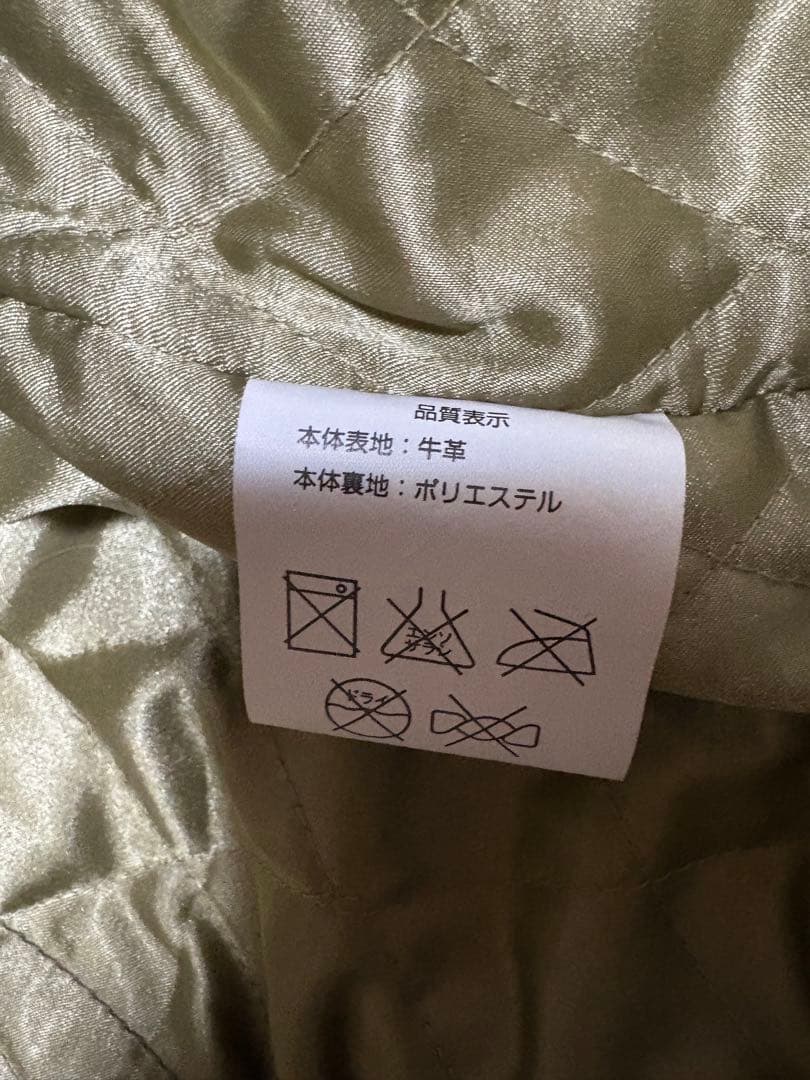 品質表示
本体表地：牛革
本体裏地：ポリエステル
エンソ
サラシ
ドライ